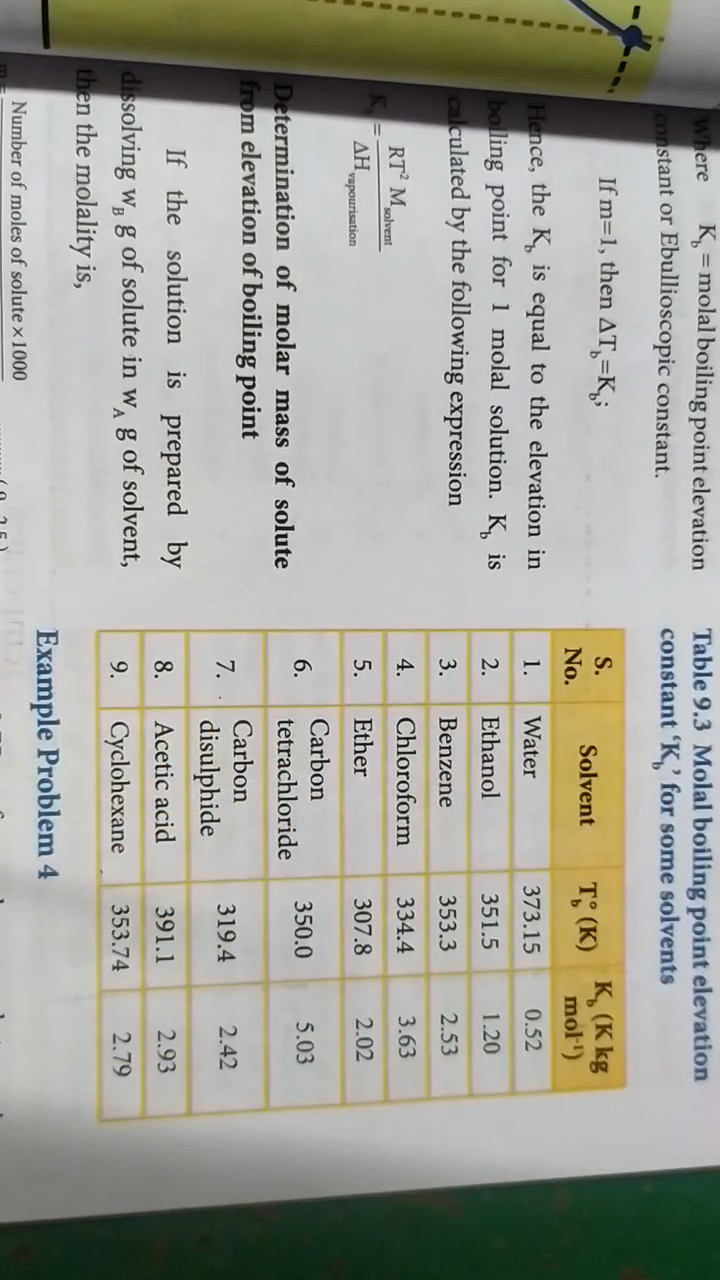 Where K_b = molal boiling point elevation
constant or Ebullioscopic constant.
If m=1, then ΔT_b=K_b;
Hence, the K_b is equal to the elevation in
boiling point for 1 molal solution. K_b is
calculated by the following expression
K_b = RT² M_solvent / ΔH_vapourisation
Determination of molar mass of solute
from elevation of boiling point
If the solution is prepared by
dissolving w_B g of solute in w_A g of solvent,
then the molality is,
Number of moles of solute × 1000
Table 9.3 Molal boiling point elevation
constant ‘K_b’ for some solvents
S. No. Solvent T_b° (K) K_b (K kg mol⁻¹)
1. Water 373.15 0.52
2. Ethanol 351.5 1.20
3. Benzene 353.3 2.53
4. Chloroform 334.4 3.63
5. Ether 307.8 2.02
6. Carbon tetrachloride 350.0 5.03
7. Carbon disulphide 319.4 2.42
8. Acetic acid 391.1 2.93
9. Cyclohexane 353.74 2.79
Example Problem 4